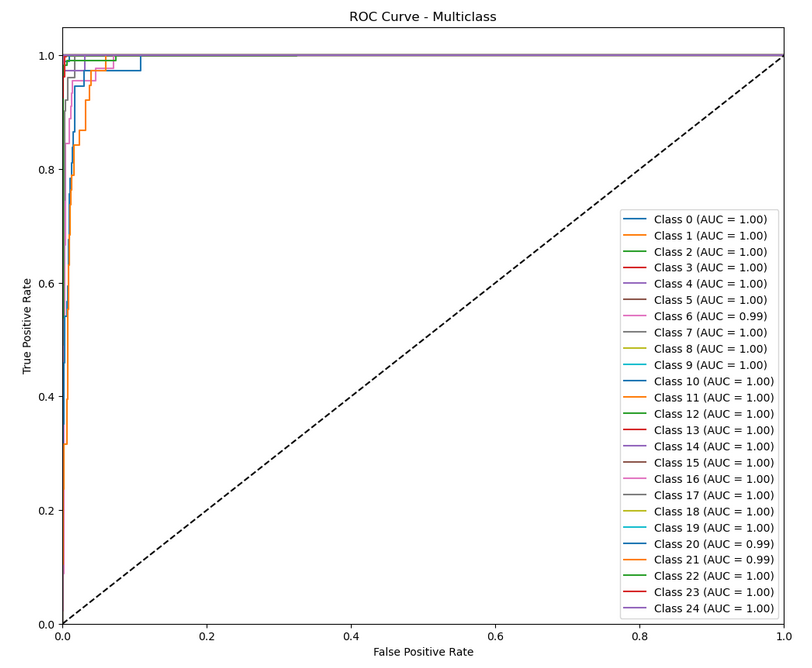 ROC Curve - Multiclass
True Positive Rate
1.0
0.8
0.6
0.4
0.2
0.0
Class 0 (AUC = 1.00)
Class 1 (AUC = 1.00)
Class 2 (AUC = 1.00)
Class 3 (AUC = 1.00)
Class 4 (AUC = 1.00)
Class 5 (AUC = 1.00)
Class 6 (AUC = 0.99)
Class 7 (AUC = 1.00)
Class 8 (AUC = 1.00)
Class 9 (AUC = 1.00)
Class 10 (AUC = 1.00)
Class 11 (AUC = 1.00)
Class 12 (AUC = 1.00)
Class 13 (AUC = 1.00)
Class 14 (AUC = 1.00)
Class 15 (AUC = 1.00)
Class 16 (AUC = 1.00)
Class 17 (AUC = 1.00)
Class 18 (AUC = 1.00)
Class 19 (AUC = 1.00)
Class 20 (AUC = 0.99)
Class 21 (AUC = 0.99)
Class 22 (AUC = 1.00)
Class 23 (AUC = 1.00)
Class 24 (AUC = 1.00)
0.0 0.2 0.4 0.6 0.8 1.0
False Positive Rate